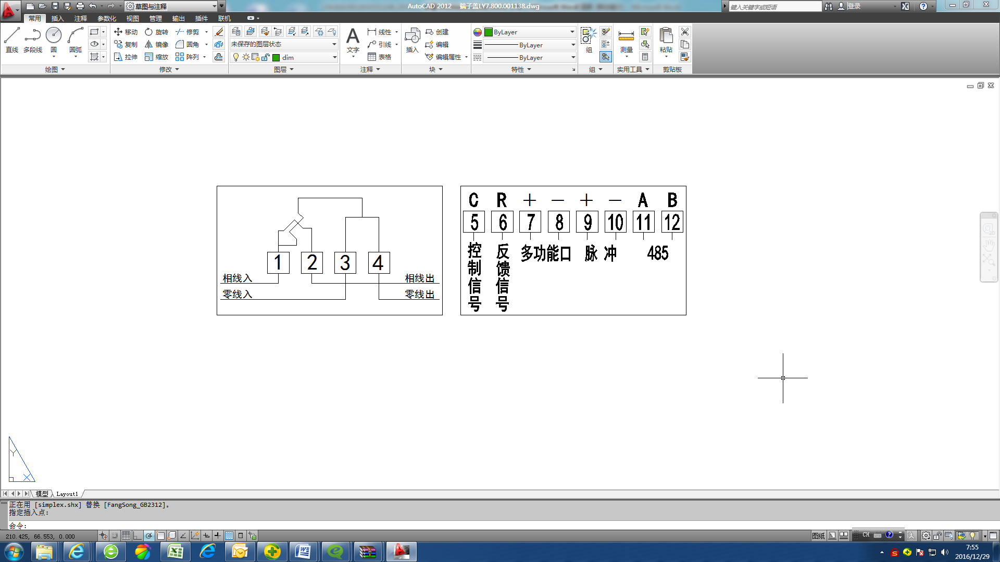 草图与注释
AutoCAD 2012 端子盖LY7.800.001138.dwg
键入关键字或短语
登录
常用 插入 注释 参数化 视图 管理 输出 插件 联机
直线 多段线 圆 圆弧
移动 旋转 修剪
复制 镜像 圆角
拉伸 缩放 阵列
未保存的图层状态
dim
文字
线性
引线
表格
插入
创建
编辑
编辑属性
ByLayer
ByLayer
ByLayer
组
测量
粘贴
绘图 修改 图层 注释 块 特性 组 实用工具 剪贴板
1 2 3 4
相线入 相线出
零线入 零线出
C R + − + − A B
5 6 7 8 9 10 11 12
控制信号 反馈信号 多功能口 脉 冲 485
Y
X
模型 Layout1
正在用 [simplex.shx] 替换 [FangSong_GB2312]。
指定插入点:
命令:
210.425, 66.553, 0.000
图纸
CH
7:55
2016/12/29